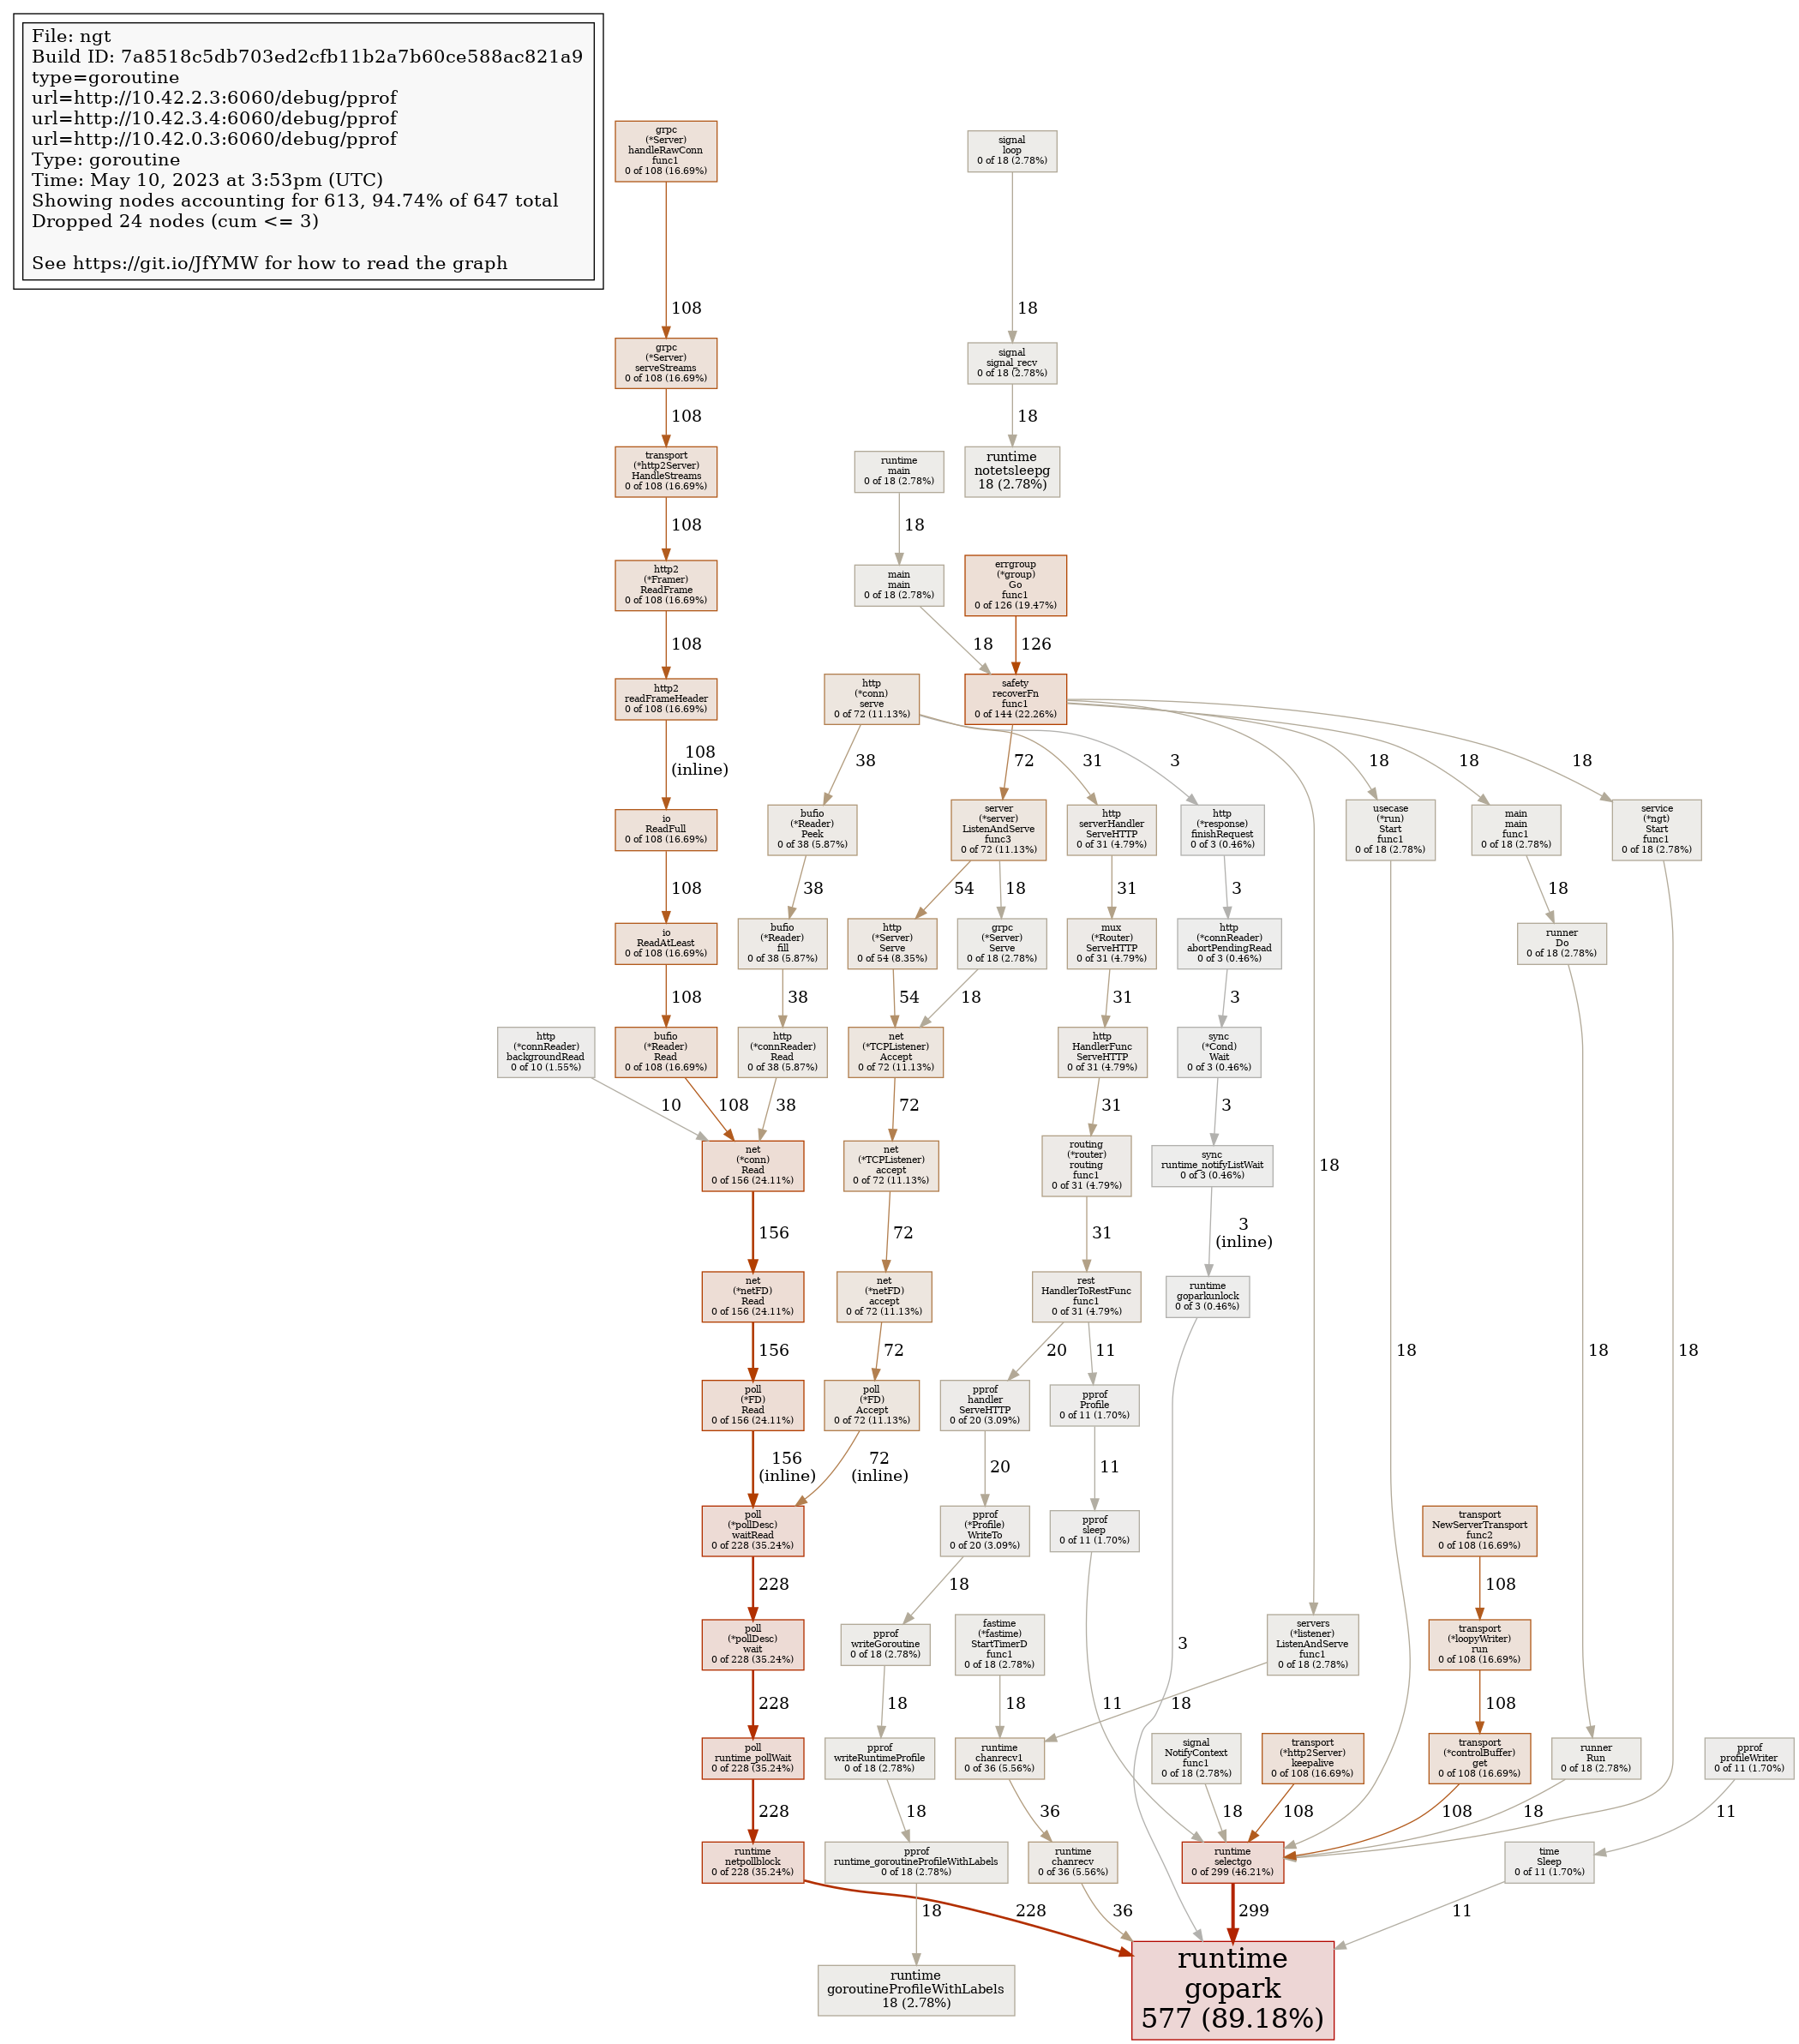 File: ngt
Build ID: 7a8518c5db703ed2cfb11b2a7b60ce588ac821a9
type=goroutine
url=http://10.42.2.3:6060/debug/pprof
url=http://10.42.3.4:6060/debug/pprof
url=http://10.42.0.3:6060/debug/pprof
Type: goroutine
Time: May 10, 2023 at 3:53pm (UTC)
Showing nodes accounting for 613, 94.74% of 647 total
Dropped 24 nodes (cum <= 3)
See https://git.io/JfYMW for how to read the graph
grpc
(*Server)
handleRawConn
func1
0 of 108 (16.69%)
signal
loop
0 of 18 (2.78%)
108
18
grpc
(*Server)
serveStreams
0 of 108 (16.69%)
signal
signal_recv
0 of 18 (2.78%)
108
18
transport
(*http2Server)
HandleStreams
0 of 108 (16.69%)
runtime
main
0 of 18 (2.78%)
runtime
notetsleepg
18 (2.78%)
108
18
http2
(*Framer)
ReadFrame
0 of 108 (16.69%)
main
main
0 of 18 (2.78%)
errgroup
(*group)
Go
func1
0 of 126 (19.47%)
108
18
126
http2
readFrameHeader
0 of 108 (16.69%)
http
(*conn)
serve
0 of 72 (11.13%)
safety
recoverFn
func1
0 of 144 (22.26%)
108
(inline)
38
72
31
3
18
18
18
io
ReadFull
0 of 108 (16.69%)
bufio
(*Reader)
Peek
0 of 38 (5.87%)
server
(*server)
ListenAndServe
func3
0 of 72 (11.13%)
http
serverHandler
ServeHTTP
0 of 31 (4.79%)
http
(*response)
finishRequest
0 of 3 (0.46%)
usecase
(*run)
Start
func1
0 of 18 (2.78%)
main
main
func1
0 of 18 (2.78%)
service
(*ngt)
Start
func1
0 of 18 (2.78%)
108
38
54
18
31
3
18
io
ReadAtLeast
0 of 108 (16.69%)
bufio
(*Reader)
fill
0 of 38 (5.87%)
http
(*Server)
Serve
0 of 54 (8.35%)
grpc
(*Server)
Serve
0 of 18 (2.78%)
mux
(*Router)
ServeHTTP
0 of 31 (4.79%)
http
(*connReader)
abortPendingRead
0 of 3 (0.46%)
runner
Do
0 of 18 (2.78%)
108
38
54
18
31
3
http
(*connReader)
backgroundRead
0 of 10 (1.55%)
bufio
(*Reader)
Read
0 of 108 (16.69%)
http
(*connReader)
Read
0 of 38 (5.87%)
net
(*TCPListener)
Accept
0 of 72 (11.13%)
http
HandlerFunc
ServeHTTP
0 of 31 (4.79%)
sync
(*Cond)
Wait
0 of 3 (0.46%)
10
108
38
72
31
3
net
(*conn)
Read
0 of 156 (24.11%)
net
(*TCPListener)
accept
0 of 72 (11.13%)
routing
(*router)
routing
func1
0 of 31 (4.79%)
sync
runtime_notifyListWait
0 of 3 (0.46%)
18
156
72
31
3
(inline)
net
(*netFD)
Read
0 of 156 (24.11%)
net
(*netFD)
accept
0 of 72 (11.13%)
rest
HandlerToRestFunc
func1
0 of 31 (4.79%)
runtime
goparkunlock
0 of 3 (0.46%)
156
72
20
11
18
18
18
poll
(*FD)
Read
0 of 156 (24.11%)
poll
(*FD)
Accept
0 of 72 (11.13%)
pprof
handler
ServeHTTP
0 of 20 (3.09%)
pprof
Profile
0 of 11 (1.70%)
156
(inline)
72
(inline)
20
11
poll
(*pollDesc)
waitRead
0 of 228 (35.24%)
pprof
(*Profile)
WriteTo
0 of 20 (3.09%)
pprof
sleep
0 of 11 (1.70%)
transport
NewServerTransport
func2
0 of 108 (16.69%)
228
18
108
poll
(*pollDesc)
wait
0 of 228 (35.24%)
pprof
writeGoroutine
0 of 18 (2.78%)
fastime
(*fastime)
StartTimerD
func1
0 of 18 (2.78%)
servers
(*listener)
ListenAndServe
func1
0 of 18 (2.78%)
transport
(*loopyWriter)
run
0 of 108 (16.69%)
3
228
18
18
11
18
108
poll
runtime_pollWait
0 of 228 (35.24%)
pprof
writeRuntimeProfile
0 of 18 (2.78%)
runtime
chanrecv1
0 of 36 (5.56%)
signal
NotifyContext
func1
0 of 18 (2.78%)
transport
(*http2Server)
keepalive
0 of 108 (16.69%)
transport
(*controlBuffer)
get
0 of 108 (16.69%)
runner
Run
0 of 18 (2.78%)
pprof
profileWriter
0 of 11 (1.70%)
228
18
36
18
108
108
18
11
runtime
netpollblock
0 of 228 (35.24%)
pprof
runtime_goroutineProfileWithLabels
0 of 18 (2.78%)
runtime
chanrecv
0 of 36 (5.56%)
runtime
selectgo
0 of 299 (46.21%)
time
Sleep
0 of 11 (1.70%)
18
228
36
299
11
runtime
goroutineProfileWithLabels
18 (2.78%)
runtime
gopark
577 (89.18%)